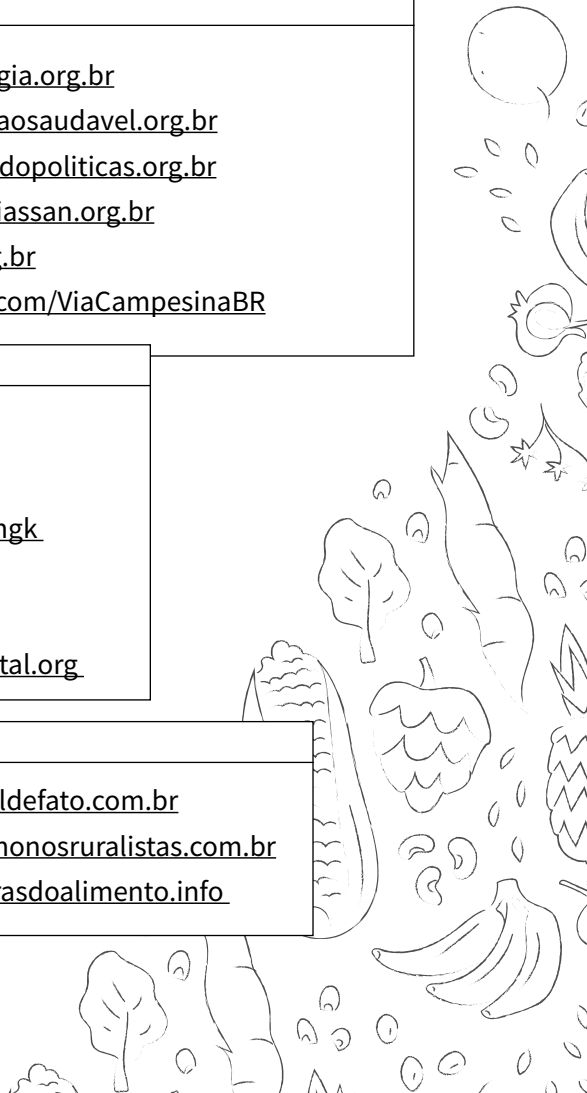 gia.org.br
aosaudavel.org.br
dopoliticas.org.br
iassan.org.br
g.br
com/ViaCampesinaBR
ngk
tal.org
ldefato.com.br
nonosruralistas.com.br
rasdoalimento.info